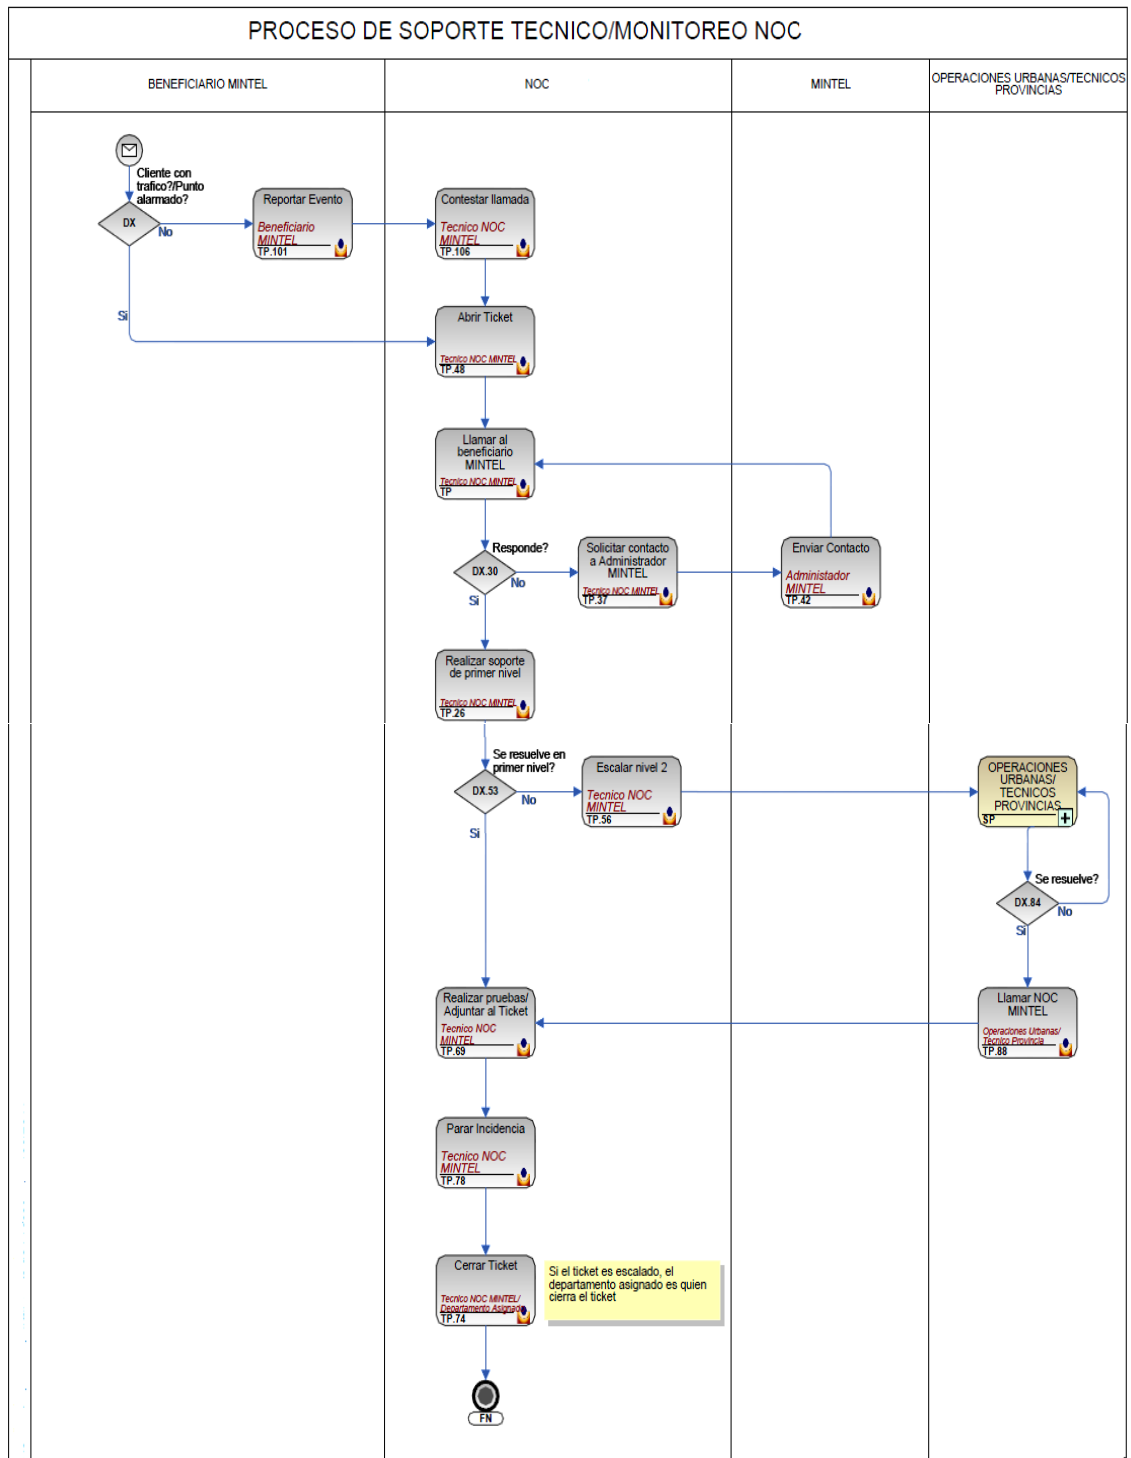 PROCESO DE SOPORTE TECNICO/MONITOREO NOC
BENEFICIARIO MINTEL
NOC
MINTEL
OPERACIONES URBANAS/TECNICOS
PROVINCIAS
Cliente con
trafico?/Punto
alarmado?
DX
No
Si
Reportar Evento
Beneficiario
MINTEL
TP.101
Contestar llamada
Tecnico NOC
MINTEL
TP.106
Abrir Ticket
Tecnico NOC MINTEL
TP.48
Llamar al
beneficiario
MINTEL
Tecnico NOC MINTEL
TP
Responde?
DX.30
No
Si
Solicitar contacto
a Administrador
MINTEL
Tecnico NOC MINTEL
TP.37
Enviar Contacto
Administador
MINTEL
TP.42
Realizar soporte
de primer nivel
Tecnico NOC MINTEL
TP.26
Se resuelve en
primer nivel?
DX.53
No
Si
Escalar nivel 2
Tecnico NOC
MINTEL
TP.56
OPERACIONES
URBANAS/
TECNICOS
PROVINCIAS
SP
Se resuelve?
DX.84
No
Si
Realizar pruebas/
Adjuntar al Ticket
Tecnico NOC
MINTEL
TP.69
Llamar NOC
MINTEL
Operaciones Urbanas/
Tecnico Provincia
TP.88
Parar Incidencia
Tecnico NOC
MINTEL
TP.78
Cerrar Ticket
Tecnico NOC MINTEL/
Departamento Asignado
TP.74
Si el ticket es escalado, el
departamento asignado es quien
cierra el ticket
FN